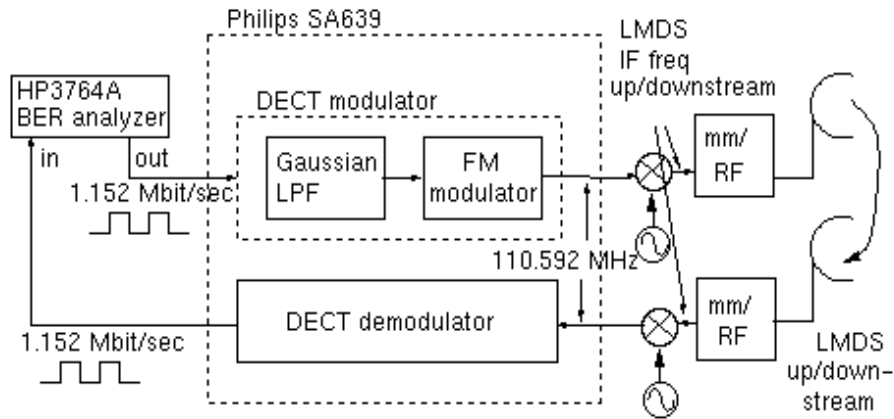 Philips SA639
LMDS
IF freq
up/downstream
HP3764A
BER analyzer
DECT modulator
in
out
Gaussian
LPF
FM
modulator
mm/
RF
1.152 Mbit/sec
110.592 MHz
DECT demodulator
mm/
RF
1.152 Mbit/sec
LMDS
up/down-
stream